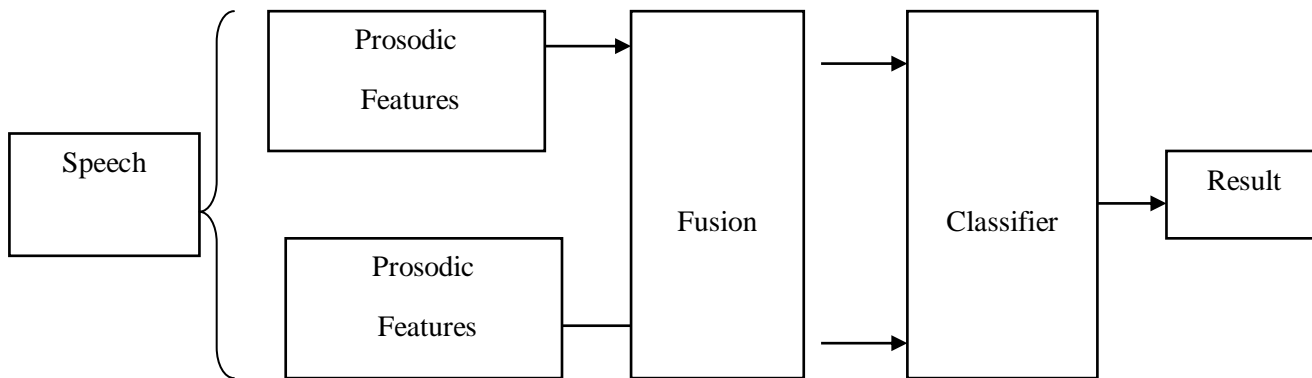 Speech
Prosodic
Features
Prosodic
Features
Fusion
Classifier
Result